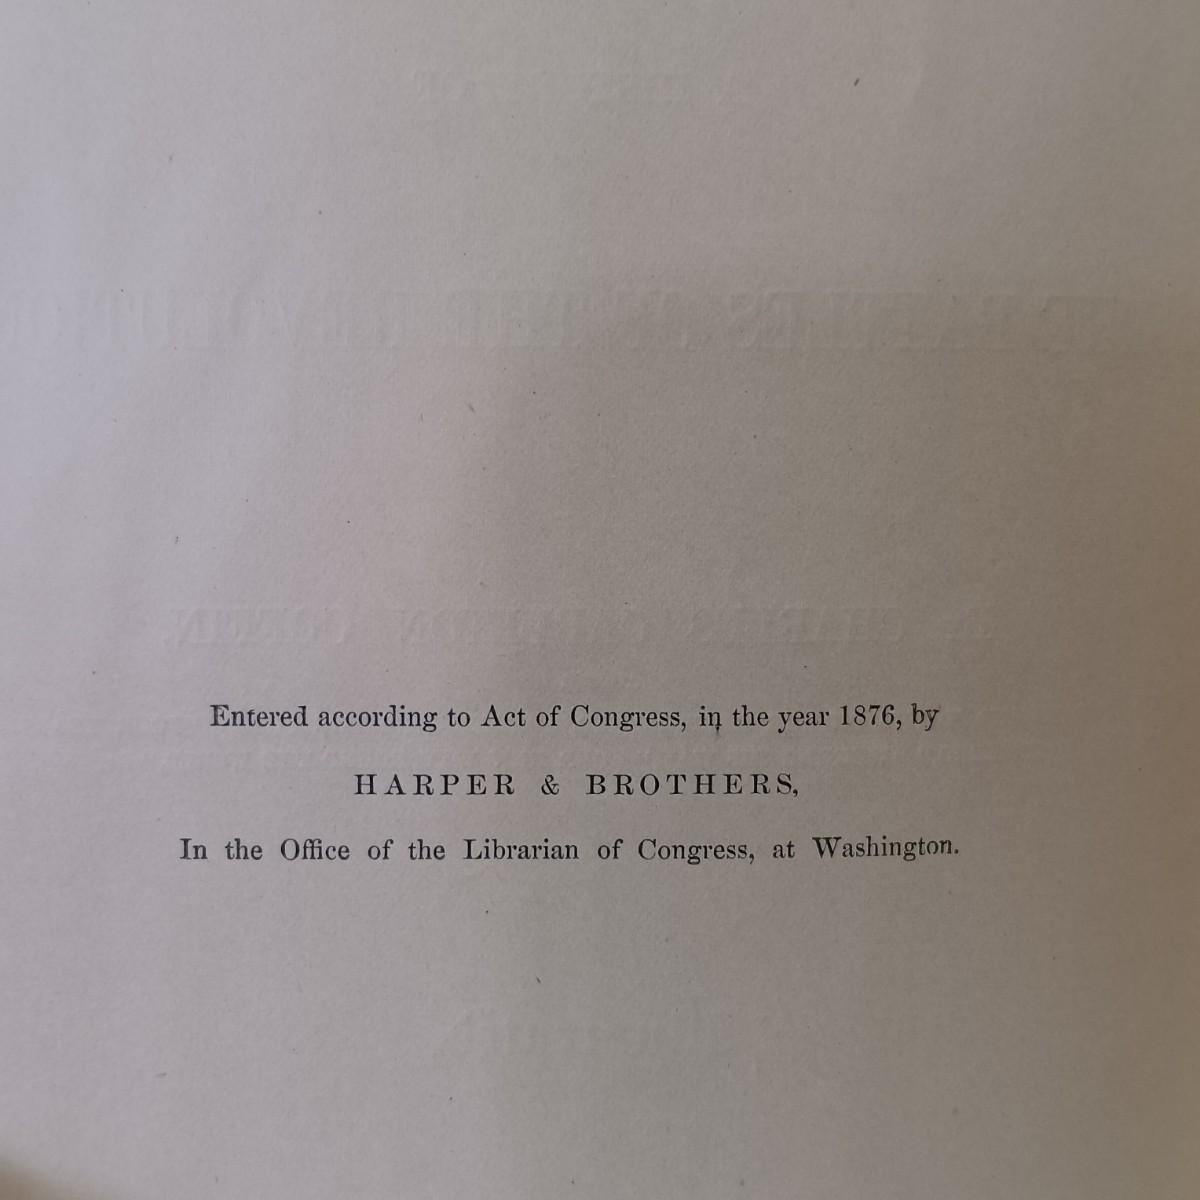 Entered according to Act of Congress, in the year 1876, by
HARPER & BROTHERS,
In the Office of the Librarian of Congress, at Washington.